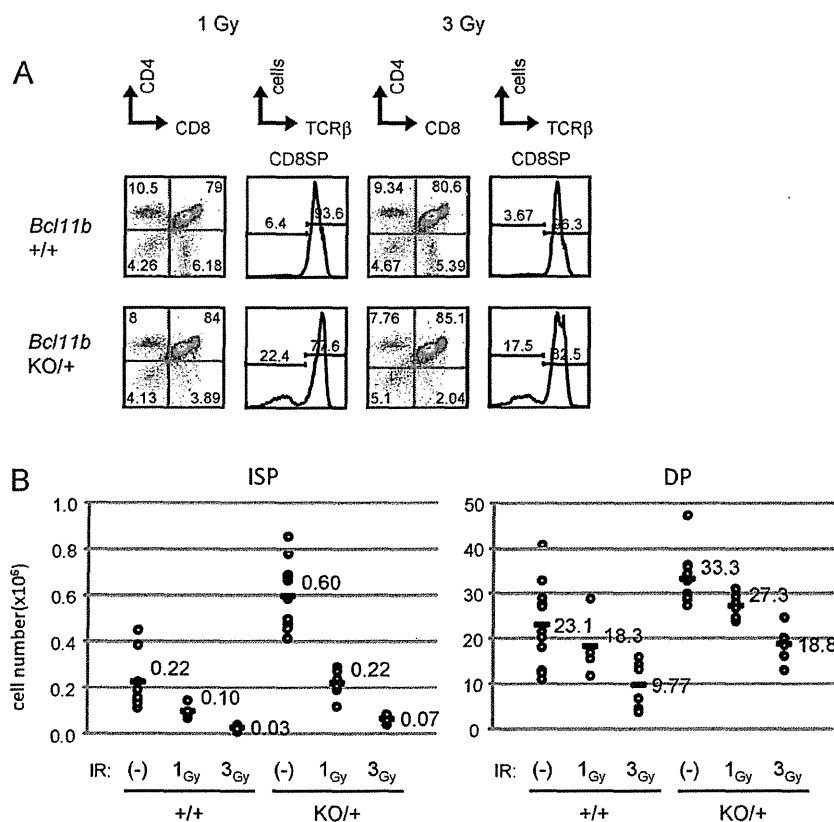 1 Gy 3 Gy
A
CD4 cells CD4 cells
CD8 TCRβ CD8 TCRβ
CD8SP CD8SP
Bcl11b
+/+
10.5 79
4.26 6.18
6.4 93.6
9.34 80.6
4.67 5.39
3.67 96.3
Bcl11b
KO/+
8 84
4.13 3.89
22.4 77.6
7.76 85.1
5.1 2.04
17.5 82.5
B
ISP
cell number(x10⁶)
1.0
0.8
0.6
0.4
0.2
0.0
0.22
0.10
0.03
0.60
0.22
0.07
IR: (-) 1Gy 3Gy (-) 1Gy 3Gy
+/+ KO/+
DP
50
40
30
20
10
0
23.1
18.3
9.77
33.3
27.3
18.8
IR: (-) 1Gy 3Gy (-) 1Gy 3Gy
+/+ KO/+